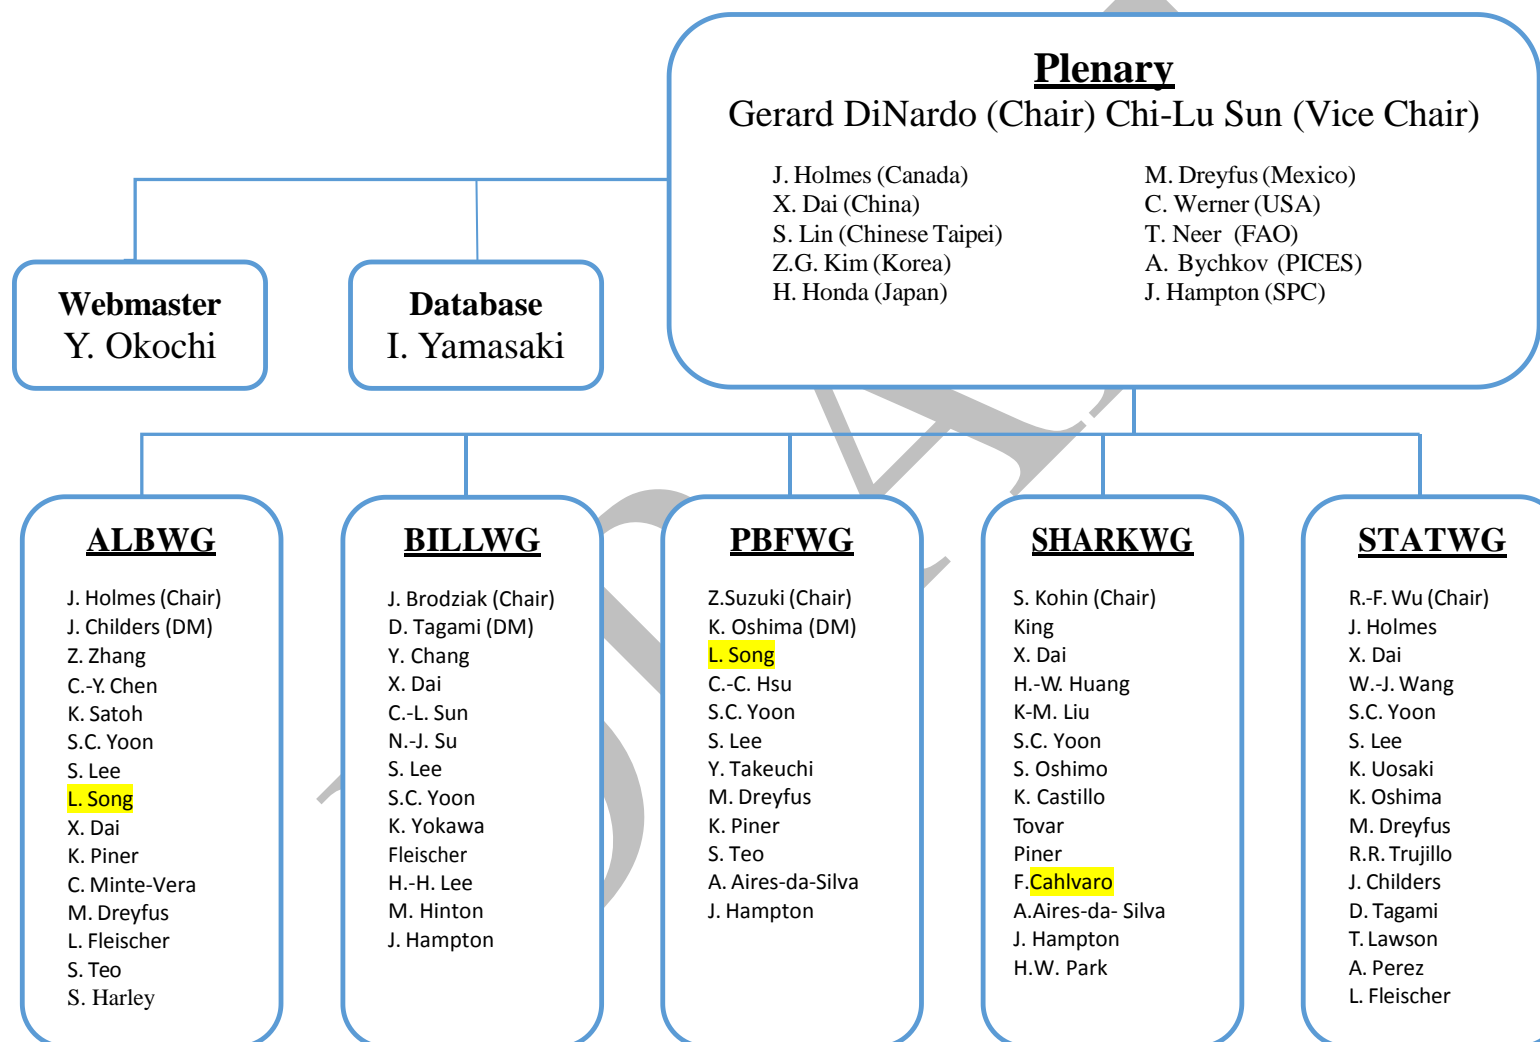 Plenary
Gerard DiNardo (Chair) Chi-Lu Sun (Vice Chair)
J. Holmes (Canada)
X. Dai (China)
S. Lin (Chinese Taipei)
Z.G. Kim (Korea)
H. Honda (Japan)
M. Dreyfus (Mexico)
C. Werner (USA)
T. Neer (FAO)
A. Bychkov (PICES)
J. Hampton (SPC)
Webmaster
Y. Okochi
Database
I. Yamasaki
ALBWG
J. Holmes (Chair)
J. Childers (DM)
Z. Zhang
C.-Y. Chen
K. Satoh
S.C. Yoon
S. Lee
L. Song
X. Dai
K. Piner
C. Minte-Vera
M. Dreyfus
L. Fleischer
S. Teo
S. Harley
BILLWG
J. Brodziak (Chair)
D. Tagami (DM)
Y. Chang
X. Dai
C.-L. Sun
N.-J. Su
S. Lee
S.C. Yoon
K. Yokawa
Fleischer
H.-H. Lee
M. Hinton
J. Hampton
PBFWG
Z.Suzuki (Chair)
K. Oshima (DM)
L. Song
C.-C. Hsu
S.C. Yoon
S. Lee
Y. Takeuchi
M. Dreyfus
K. Piner
S. Teo
A. Aires-da-Silva
J. Hampton
SHARKWG
S. Kohin (Chair)
King
X. Dai
H.-W. Huang
K-M. Liu
S.C. Yoon
S. Oshimo
K. Castillo
Tovar
Piner
F.Cahlvaro
A.Aires-da- Silva
J. Hampton
H.W. Park
STATWG
R.-F. Wu (Chair)
J. Holmes
X. Dai
W.-J. Wang
S.C. Yoon
S. Lee
K. Uosaki
K. Oshima
M. Dreyfus
R.R. Trujillo
J. Childers
D. Tagami
T. Lawson
A. Perez
L. Fleischer